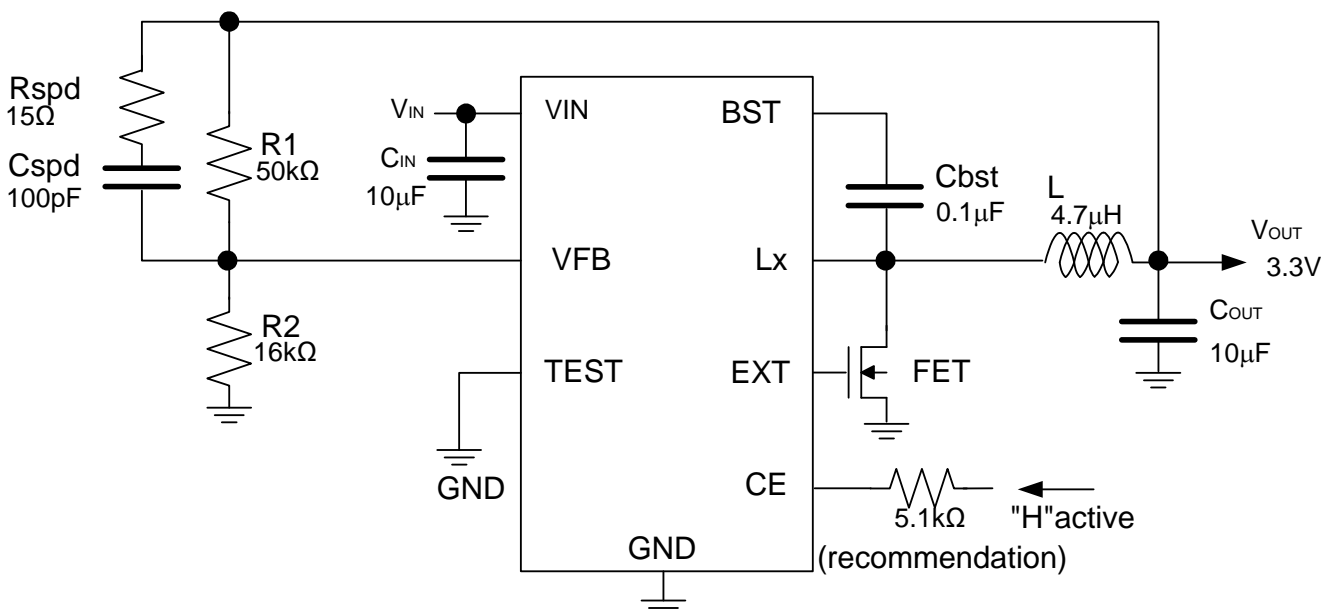 Rspd
15Ω
Cspd
100pF
R1
50kΩ
R2
16kΩ
VIN
CIN
10μF
VIN
BST
VFB
Lx
TEST
EXT
CE
GND
GND
Cbst
0.1μF
L
4.7μH
VOUT
3.3V
COUT
10μF
FET
5.1kΩ
"H"active
(recommendation)